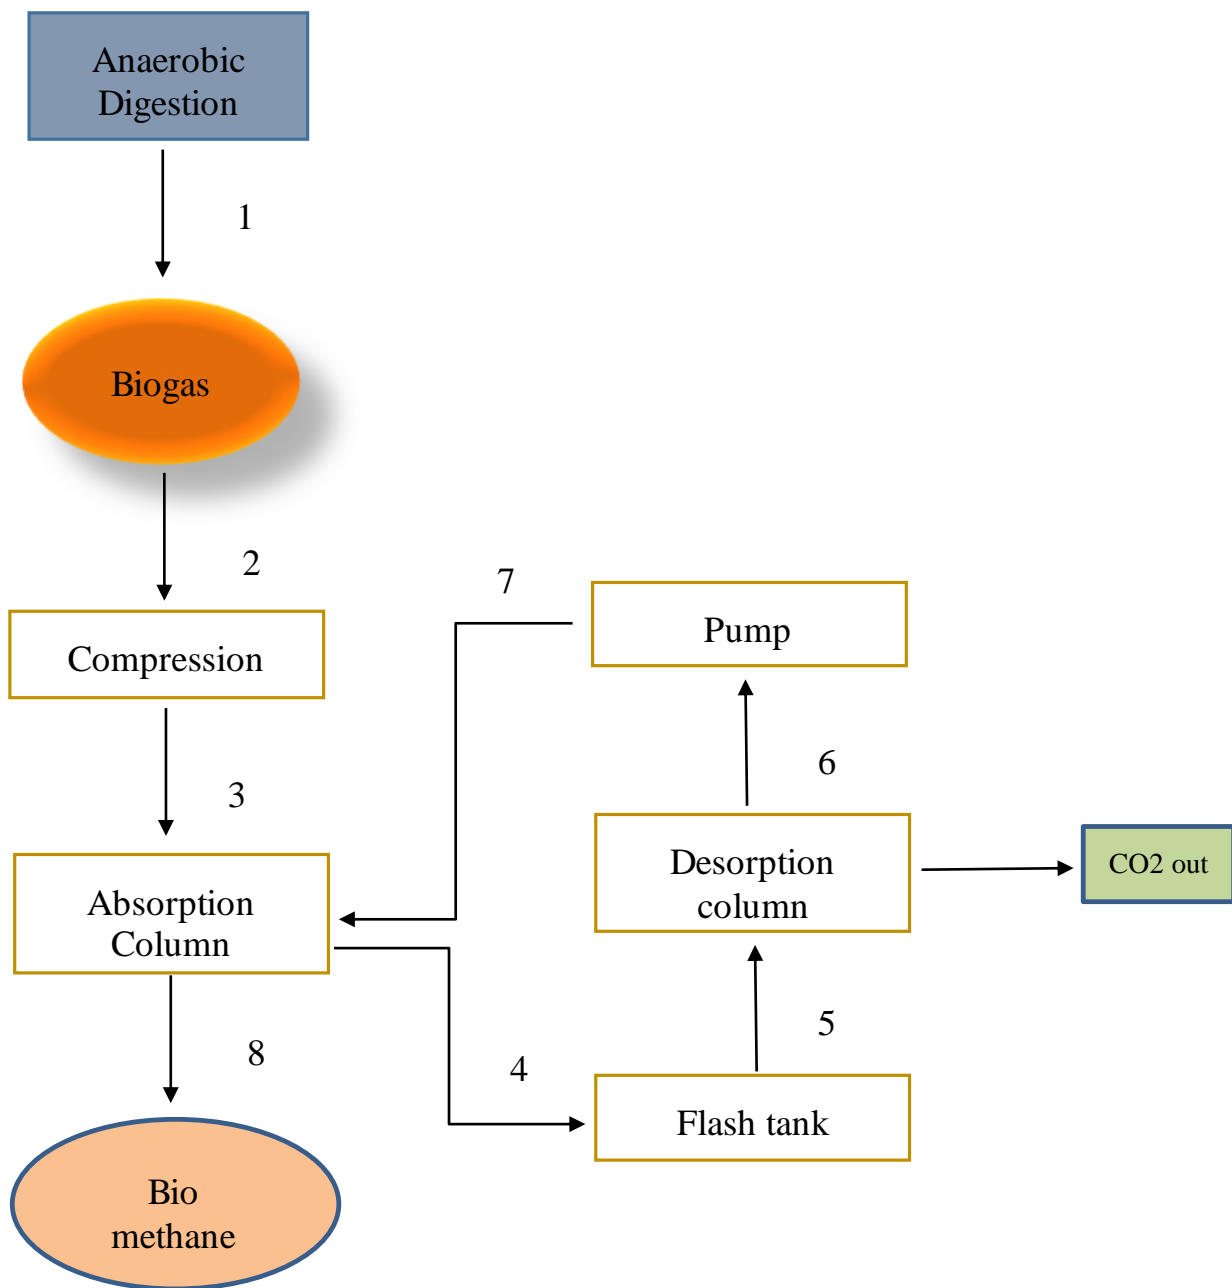 Anaerobic
Digestion
1
Biogas
2
Compression
3
Absorption
Column
8
Bio
methane
4
Flash tank
5
Desorption
column
CO2 out
6
Pump
7